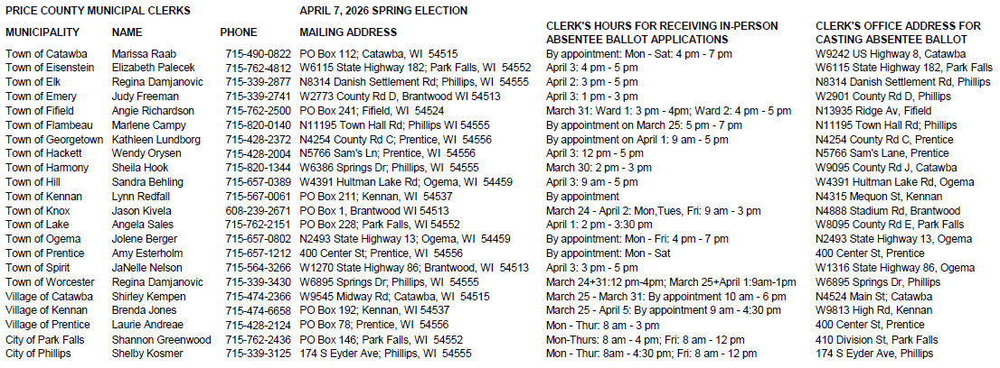 PRICE COUNTY MUNICIPAL CLERKS APRIL 7, 2026 SPRING ELECTION
MUNICIPALITY NAME PHONE MAILING ADDRESS CLERK'S HOURS FOR RECEIVING IN-PERSON ABSENTEE BALLOT APPLICATIONS CLERK'S OFFICE ADDRESS FOR CASTING ABSENTEE BALLOT
Town of Catawba Marissa Raab 715-490-0822 PO Box 112; Catawba, WI 54515 By appointment: Mon - Sat: 4 pm - 7 pm W9242 US Highway 8, Catawba
Town of Eisenstein Elizabeth Palecek 715-762-4812 W6115 State Highway 182; Park Falls, WI 54552 April 3: 4 pm - 5 pm W6115 State Highway 182, Park Falls
Town of Elk Regina Damjanovic 715-339-2877 N8314 Danish Settlement Rd; Phillips, WI 54555 April 2: 3 pm - 5 pm N8314 Danish Settlement Rd, Phillips
Town of Emery Judy Freeman 715-339-2741 W2773 County Rd D, Brantwood WI 54513 April 3: 1 pm - 3 pm W2901 County Rd D, Phillips
Town of Fifield Angie Richardson 715-762-2500 PO Box 241; Fifield, WI 54524 March 31: Ward 1: 3 pm - 4pm; Ward 2: 4 pm - 5 pm N13935 Ridge Av, Fifield
Town of Flambeau Marlene Campy 715-820-0140 N11195 Town Hall Rd; Phillips WI 54555 By appointment on March 25: 5 pm - 7 pm N11195 Town Hall Rd; Phillips
Town of Georgetown Kathleen Lundborg 715-428-2372 N4254 County Rd C; Prentice, WI 54556 By appointment on April 1: 9 am - 5 pm N4254 County Rd C, Prentice
Town of Hackett Wendy Orysen 715-428-2004 N5766 Sam's Ln; Prentice, WI 54556 April 3: 12 pm - 5 pm N5766 Sam's Lane, Prentice
Town of Harmony Sheila Hook 715-820-1344 W6386 Springs Dr; Phillips, WI 54555 March 30: 2 pm - 3 pm W9095 County Rd J, Catawba
Town of Hill Sandra Behling 715-657-0389 W4391 Hultman Lake Rd; Ogema, WI 54459 April 3: 9 am - 5 pm W4391 Hultman Lake Rd, Ogema
Town of Kennan Lynn Redfall 715-567-0061 PO Box 211; Kennan, WI 54537 By appointment N4315 Mequon St, Kennan
Town of Knox Jason Kivela 608-239-2671 PO Box 1, Brantwood WI 54513 March 24 - April 2: Mon,Tues, Fri: 9 am - 3 pm N4888 Stadium Rd, Brantwood
Town of Lake Angela Sales 715-762-2151 PO Box 228; Park Falls, WI 54552 April 1: 2 pm - 3:30 pm W8095 County Rd E, Park Falls
Town of Ogema Jolene Berger 715-657-0802 N2493 State Highway 13; Ogema, WI 54459 By appointment: Mon - Fri: 4 pm - 7 pm N2493 State Highway 13, Ogema
Town of Prentice Amy Esterholm 715-657-1212 400 Center St; Prentice, WI 54556 By appointment: Mon - Sat 400 Center St, Prentice
Town of Spirit JaNelle Nelson 715-564-3266 W1270 State Highway 86; Brantwood, WI 54513 April 3: 3 pm - 5 pm W1316 State Highway 86, Ogema
Town of Worcester Regina Damjanovic 715-339-3430 W6895 Springs Dr; Phillips, WI 54555 March 24+31:12 pm-4pm; March 25+April 1:9am-1pm W6895 Springs Dr, Phillips
Village of Catawba Shirley Kempen 715-474-2366 W9545 Midway Rd; Catawba, WI 54515 March 25 - March 31: By appointment 10 am - 6 pm N4524 Main St; Catawba
Village of Kennan Brenda Jones 715-474-6658 PO Box 192; Kennan, WI 54537 March 25 - April 5: By appointment 9 am - 4:30 pm W9813 High Rd, Kennan
Village of Prentice Laurie Andreae 715-428-2124 PO Box 78; Prentice, WI 54556 Mon - Thur: 8 am - 3 pm 400 Center St, Prentice
City of Park Falls Shannon Greenwood 715-762-2436 PO Box 146; Park Falls, WI 54552 Mon-Thurs: 8 am - 4 pm; Fri: 8 am - 12 pm 410 Division St, Park Falls
City of Phillips Shelby Kosmer 715-339-3125 174 S Eyder Ave; Phillips, WI 54555 Mon - Thur: 8am - 4:30 pm; Fri: 8 am - 12 pm 174 S Eyder Ave, Phillips